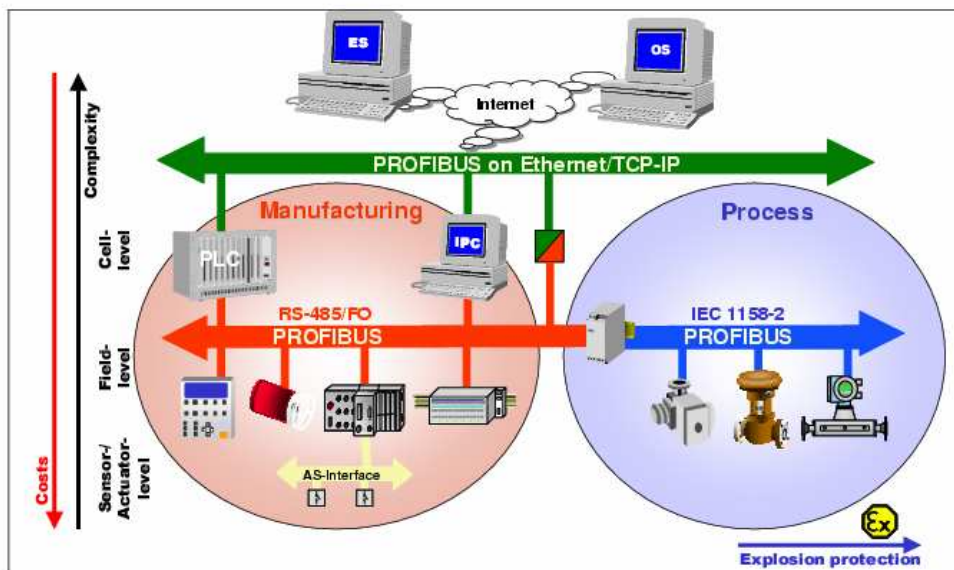 ES
OS
Internet
PROFIBUS on Ethernet/TCP-IP
Complexity
Manufacturing
Process
Cell-
level
PLC
IPC
RS-485/FO
PROFIBUS
IEC 1158-2
PROFIBUS
Field-
level
AS-Interface
Sensor-/
Actuator-
level
Costs
Ex
Explosion protection